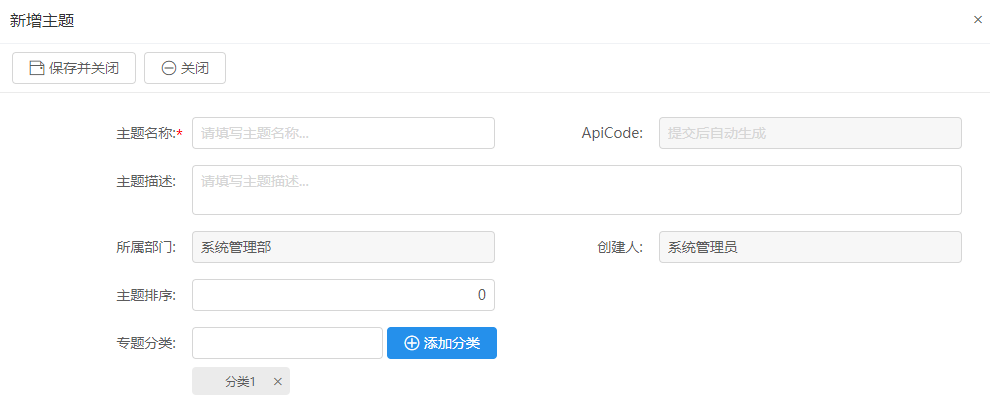 新增主题
×
保存并关闭 关闭
主题名称:* 请填写主题名称... ApiCode: 提交后自动生成
主题描述: 请填写主题描述...
所属部门: 系统管理部 创建人: 系统管理员
主题排序: 0
专题分类: 添加分类
分类1 ×